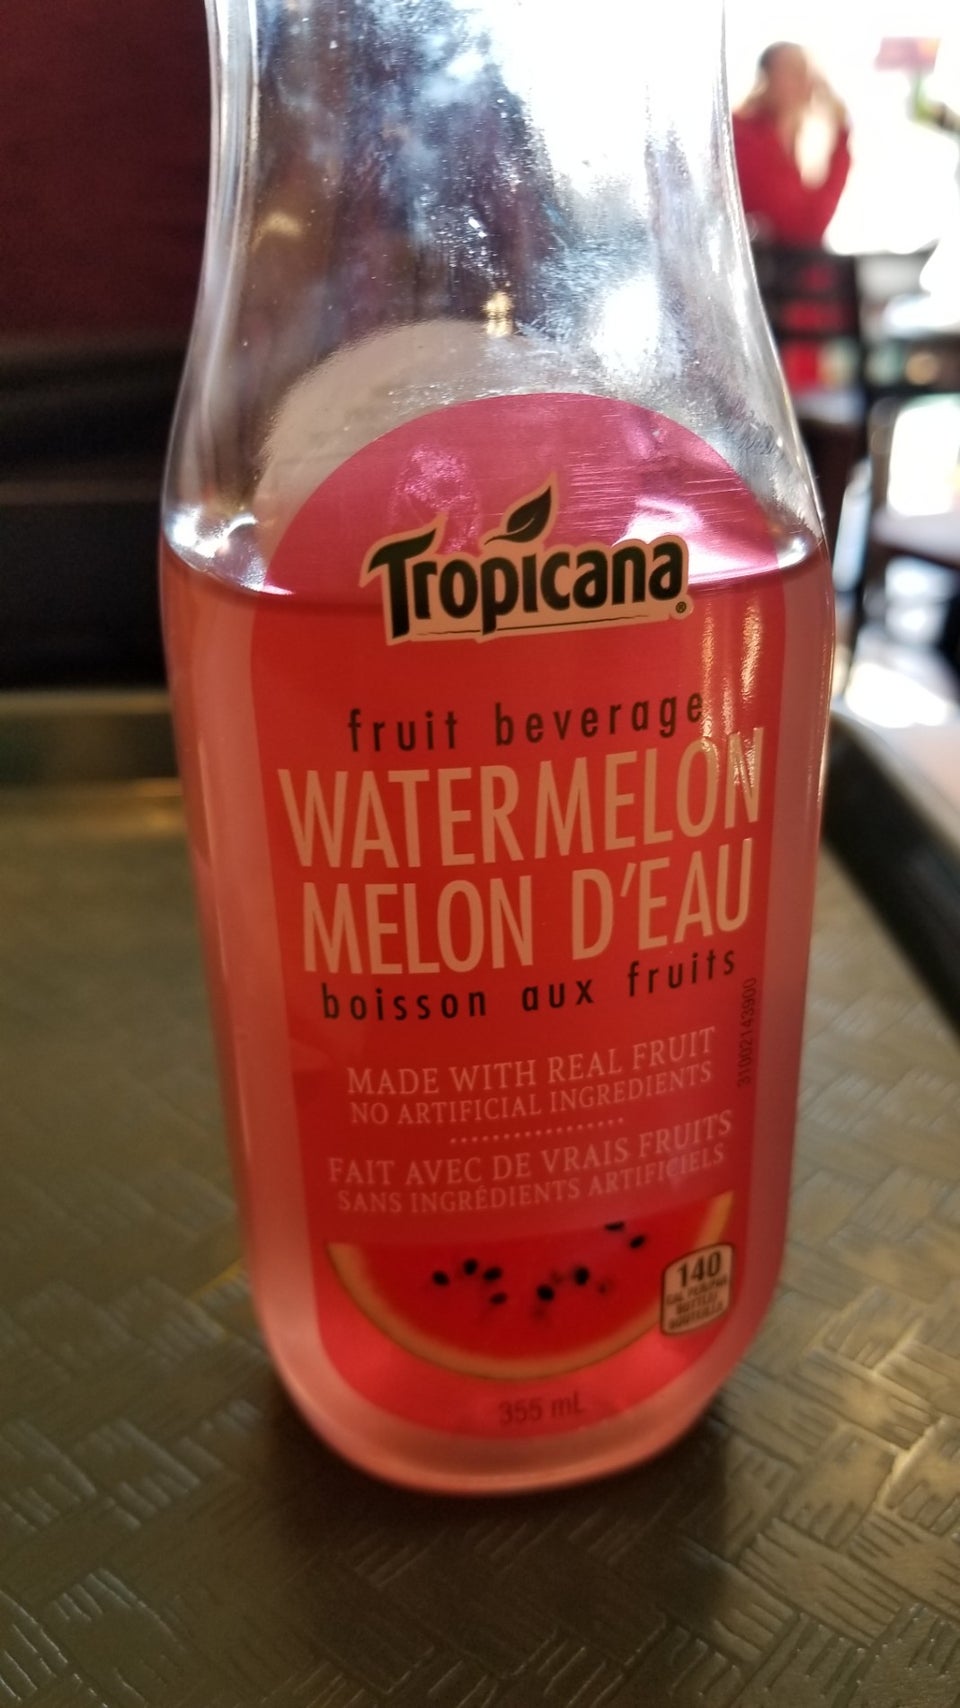 Tropicana®
fruit beverage
WATERMELON
MELON D'EAU
boisson aux fruits
MADE WITH REAL FRUIT
NO ARTIFICIAL INGREDIENTS
FAIT AVEC DE VRAIS FRUITS
SANS INGRÉDIENTS ARTIFICIELS
31002143900
140
355 mL